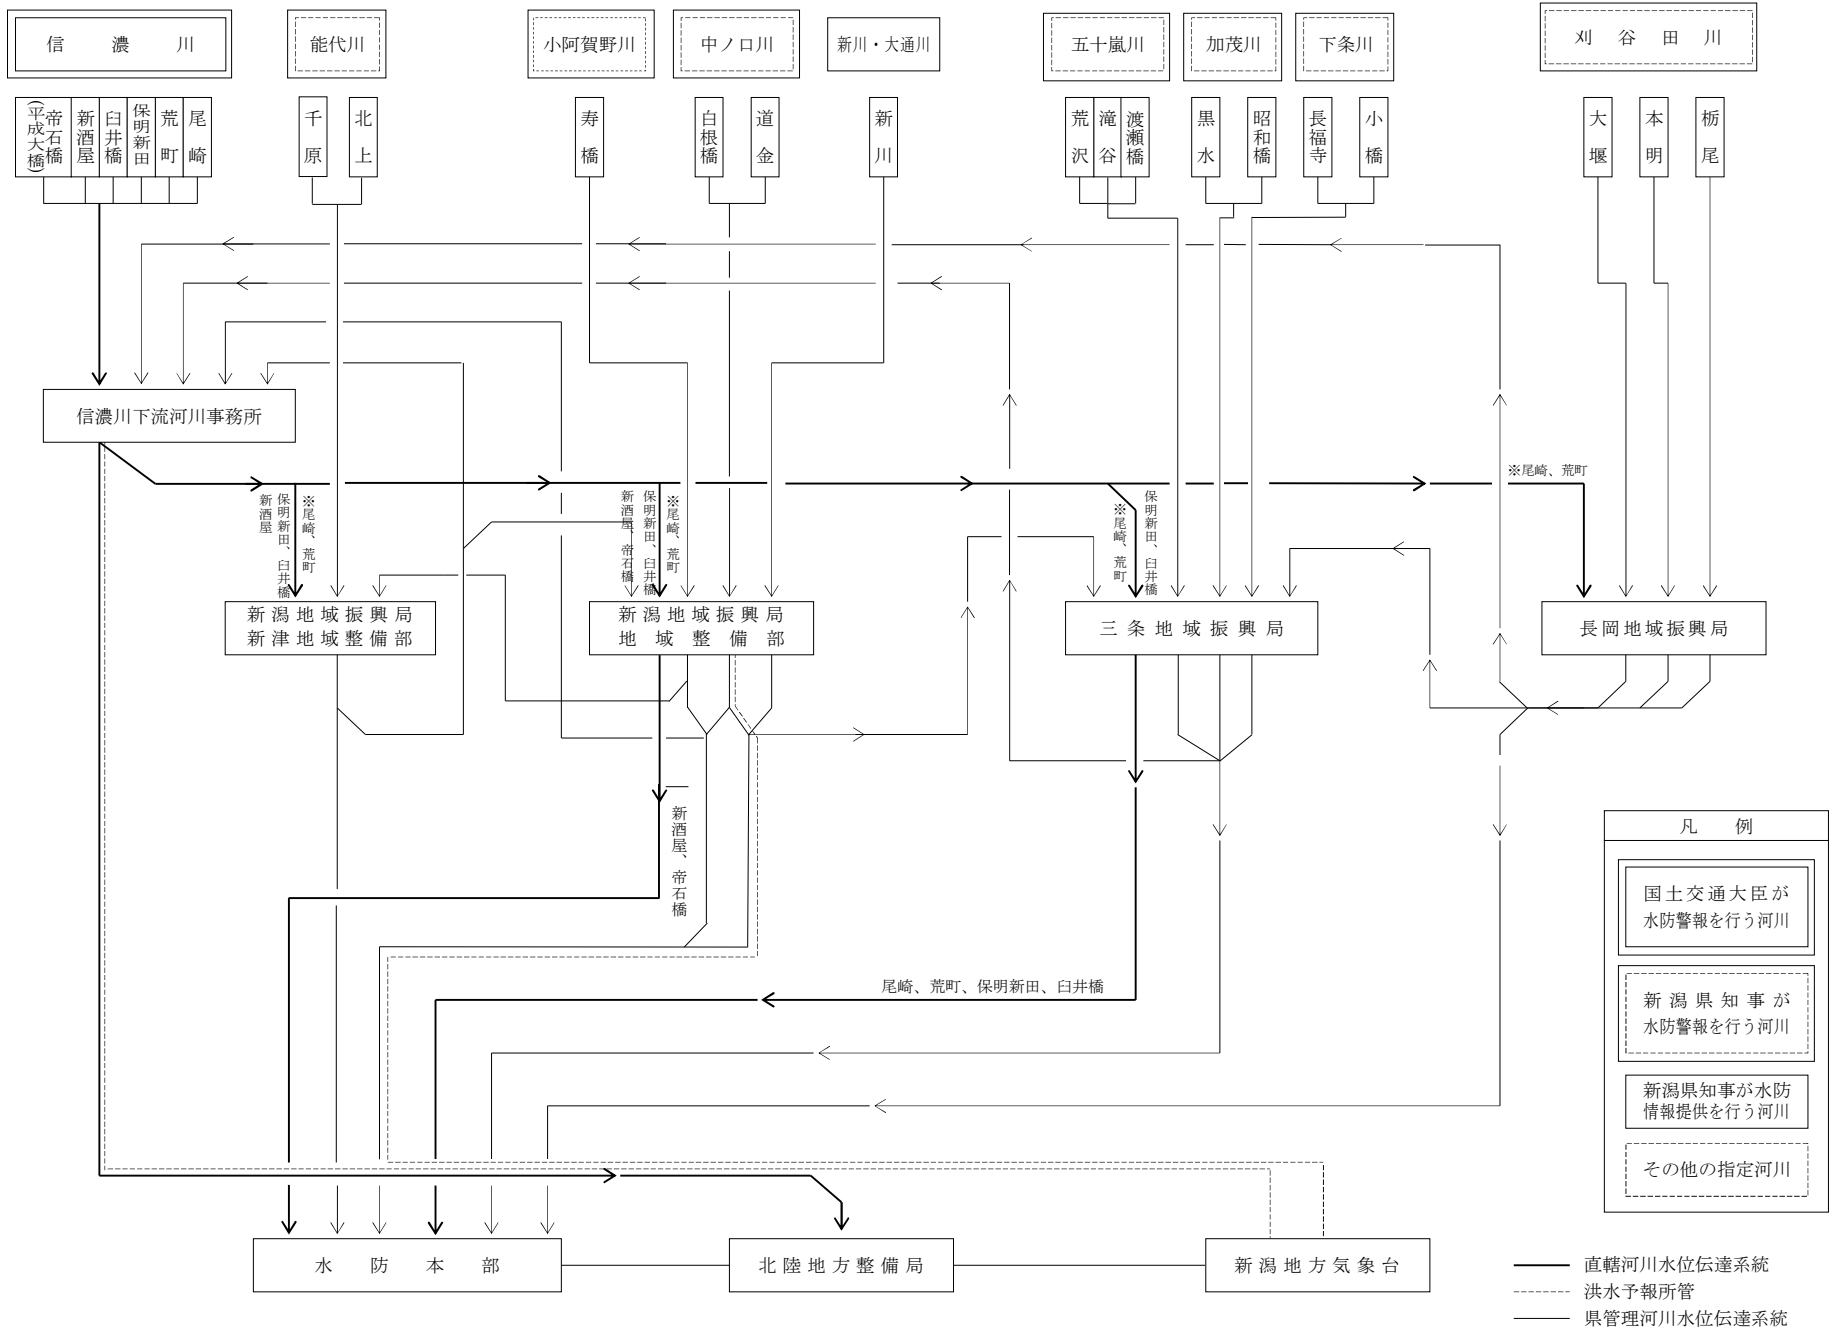 信濃川
能代川
小阿賀野川
中ノ口川
新川・大通川
五十嵐川
加茂川
下条川
刈谷田川
帝石橋
(平成大橋)
新酒屋
臼井橋
保明新田
荒町
尾崎
千原
北上
寿橋
白根橋
道金
新川
荒沢
滝谷
渡瀬橋
黒水
昭和橋
長福寺
小橋
大堰
本明
栃尾
信濃川下流河川事務所
※尾崎、荒町
保明新田、臼井橋
新酒屋
※尾崎、荒町
保明新田、臼井橋
新酒屋、帝石橋
保明新田、臼井橋
※尾崎、荒町
※尾崎、荒町
新潟地域振興局
新津地域整備部
新潟地域振興局
地域整備部
三条地域振興局
長岡地域振興局
新酒屋、帝石橋
尾崎、荒町、保明新田、臼井橋
凡例
国土交通大臣が
水防警報を行う河川
新潟県知事が
水防警報を行う河川
新潟県知事が水防
情報提供を行う河川
その他の指定河川
水防本部
北陸地方整備局
新潟地方気象台
直轄河川水位伝達系統
洪水予報所管
県管理河川水位伝達系統